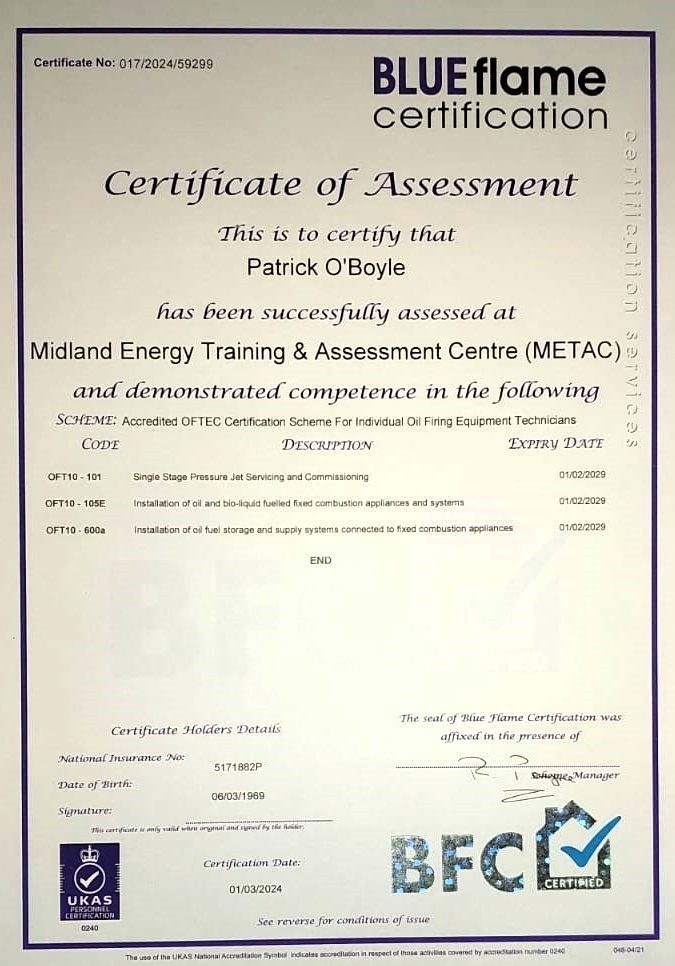 Certificate No: 017/2024/59299
BLUE flame
certification
certification services
Certificate of Assessment
This is to certify that
Patrick O'Boyle
has been successfully assessed at
Midland Energy Training & Assessment Centre (METAC)
and demonstrated competence in the following
SCHEME: Accredited OFTEC Certification Scheme For Individual Oil Firing Equipment Technicians
CODE DESCRIPTION EXPIRY DATE
OFT10 - 101 Single Stage Pressure Jet Servicing and Commissioning 01/02/2029
OFT10 - 105E Installation of oil and bio-liquid fuelled fixed combustion appliances and systems 01/02/2029
OFT10 - 600a Installation of oil fuel storage and supply systems connected to fixed combustion appliances 01/02/2029
END
BFC
Certificate Holders Details
National Insurance No: 5171882P
Date of Birth: 06/03/1969
Signature:
This certificate is only valid when original and signed by the holder.
The seal of Blue Flame Certification was
affixed in the presence of
Scheme Manager
UKAS
PERSONNEL
CERTIFICATION
0240
Certification Date:
01/03/2024
BFC
CERTIFIED
See reverse for conditions of issue
The use of the UKAS National Accreditation Symbol indicates accreditation in respect of those activities covered by accreditation number 0240
048-04/21